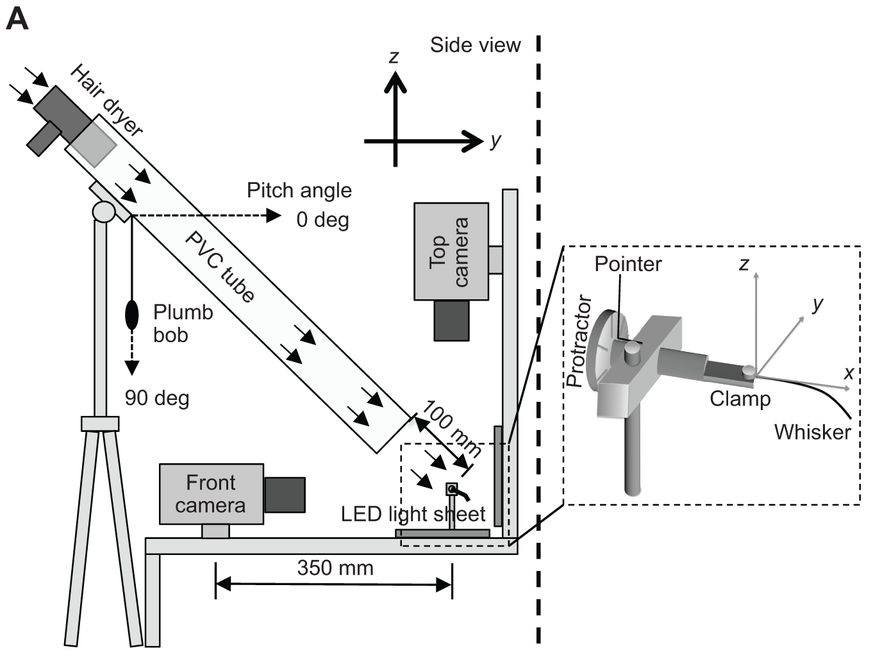 A
Side view
z
y
Hair dryer
Pitch angle
0 deg
PVC tube
Plumb
bob
90 deg
Top
camera
100 mm
Front
camera
LED light sheet
350 mm
Pointer
Protractor
z
y
x
Clamp
Whisker